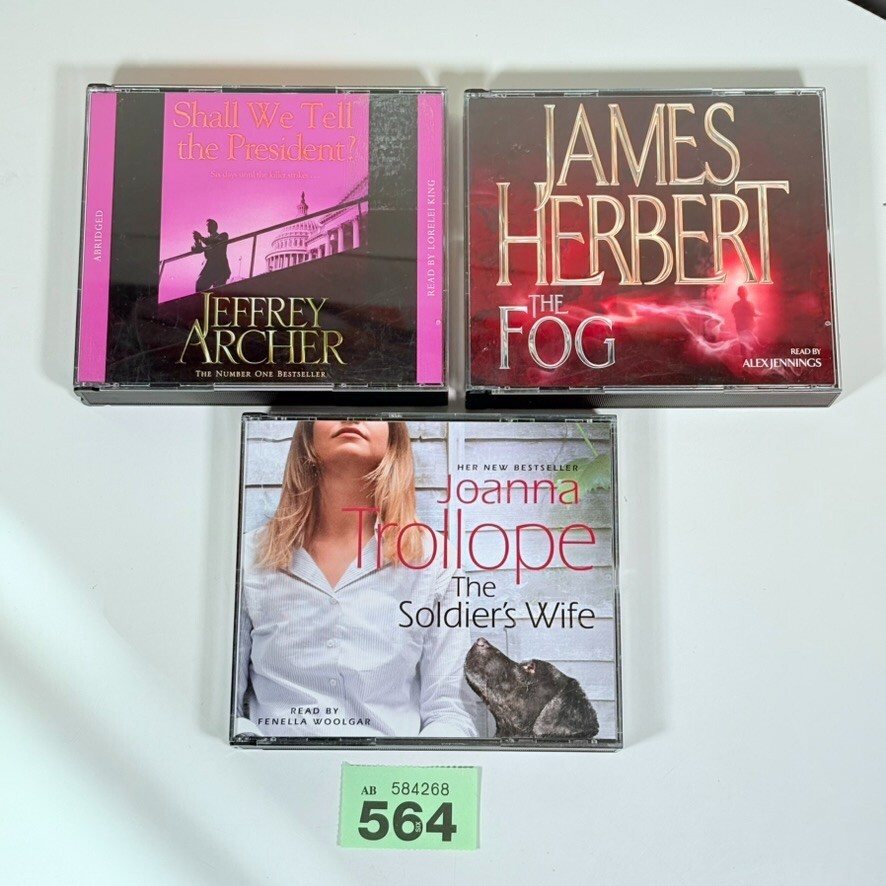 Shall We Tell
the President?
ABRIDGED
READ BY LORELEI KING
JEFFREY
ARCHER
THE NUMBER ONE BESTSELLER
JAMES
HERBERT
THE
FOG
READ BY
ALEX JENNINGS
HER NEW BESTSELLER
Joanna
Trollope
The
Soldier's Wife
READ BY
FENELLA WOOLGAR
AB 584268
564